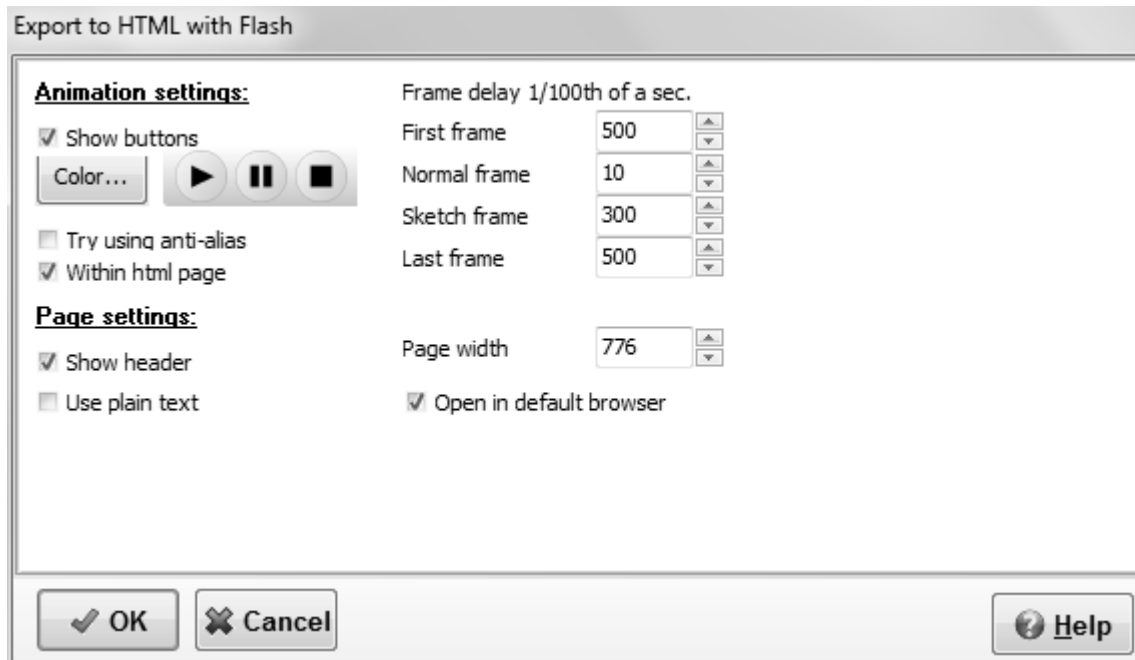 Export to HTML with Flash
Animation settings:
Show buttons
Color...
Try using anti-alias
Within html page
Frame delay 1/100th of a sec.
First frame 500
Normal frame 10
Sketch frame 300
Last frame 500
Page settings:
Show header
Use plain text
Page width 776
Open in default browser
OK
Cancel
Help